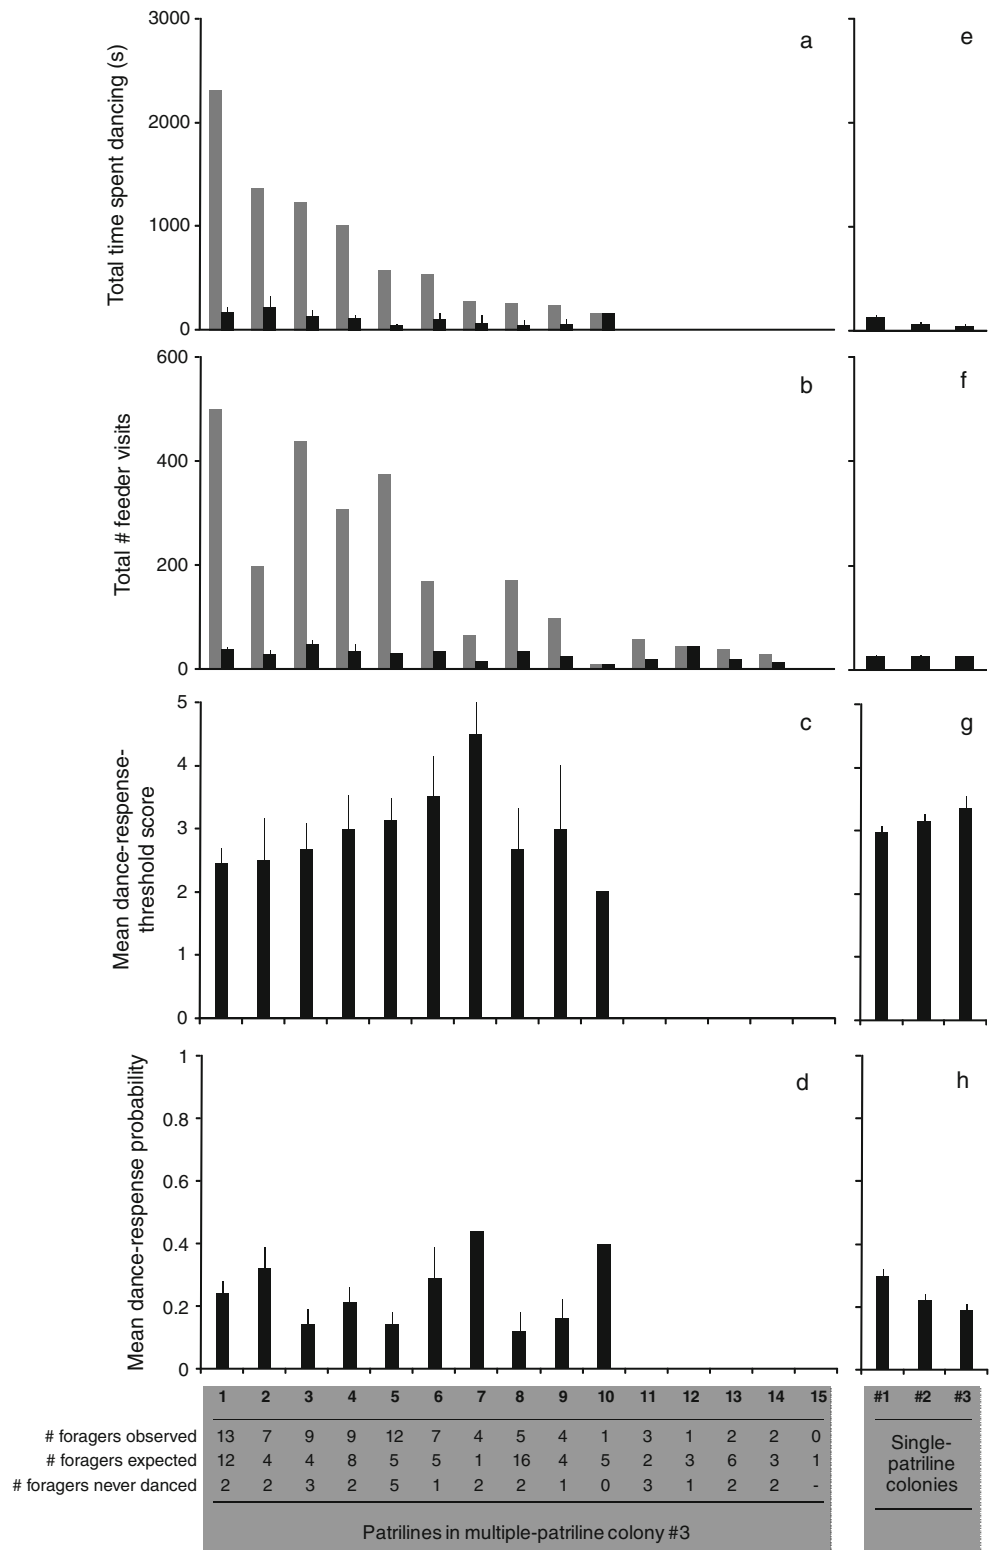 3000
2000
1000
0
Total time spent dancing (s)
a
e
600
400
200
0
Total # feeder visits
b
f
5
4
3
2
1
0
Mean dance-respense-
threshold score
c
g
1
0.8
0.6
0.4
0.2
0
Mean dance-response probability
d
h
1 2 3 4 5 6 7 8 9 10 11 12 13 14 15
# foragers observed 13 7 9 9 12 7 4 5 4 1 3 1 2 2 0
# foragers expected 12 4 4 8 5 5 1 16 4 5 2 3 6 3 1
# foragers never danced 2 2 3 2 5 1 2 2 1 0 3 1 2 2 -
Patrilines in multiple-patriline colony #3
#1 #2 #3
Single-
patriline
colonies